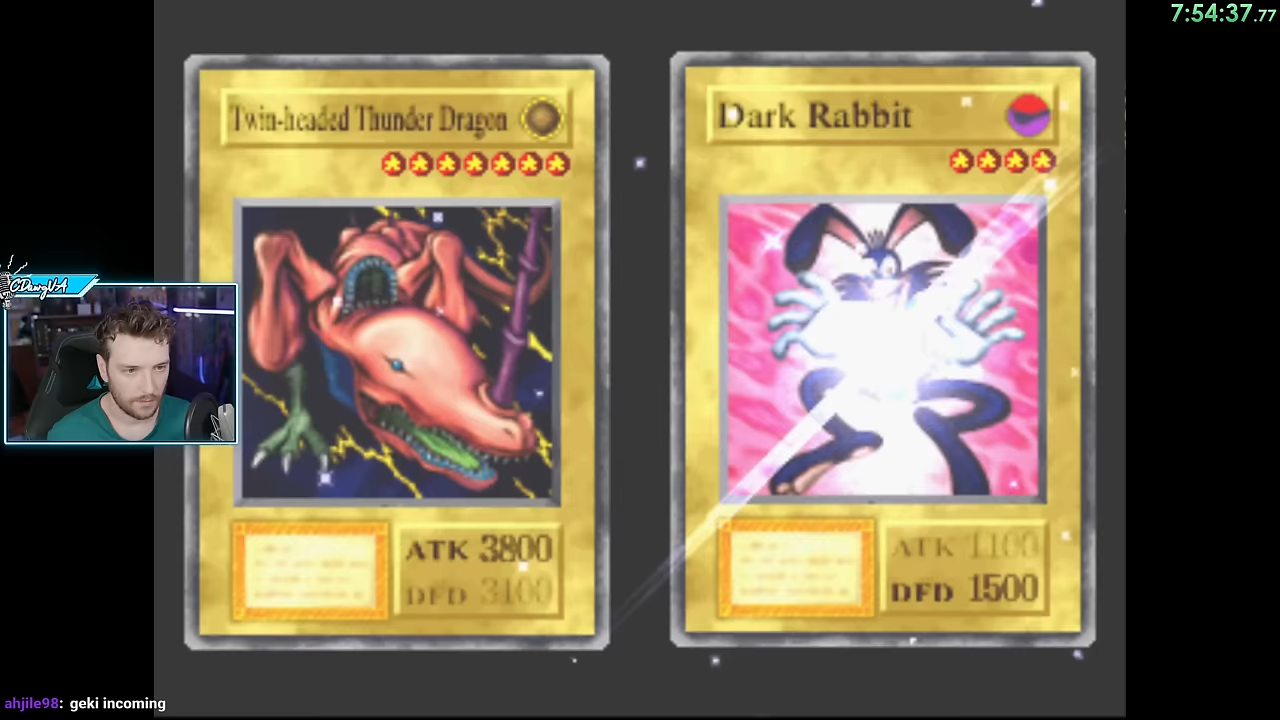 7:54:37.77
Twin-headed Thunder Dragon
Dark Rabbit
CDawgVA
ATK 3800
DFD 3100
ATK 1100
DFD 1500
ahjile98: geki incoming